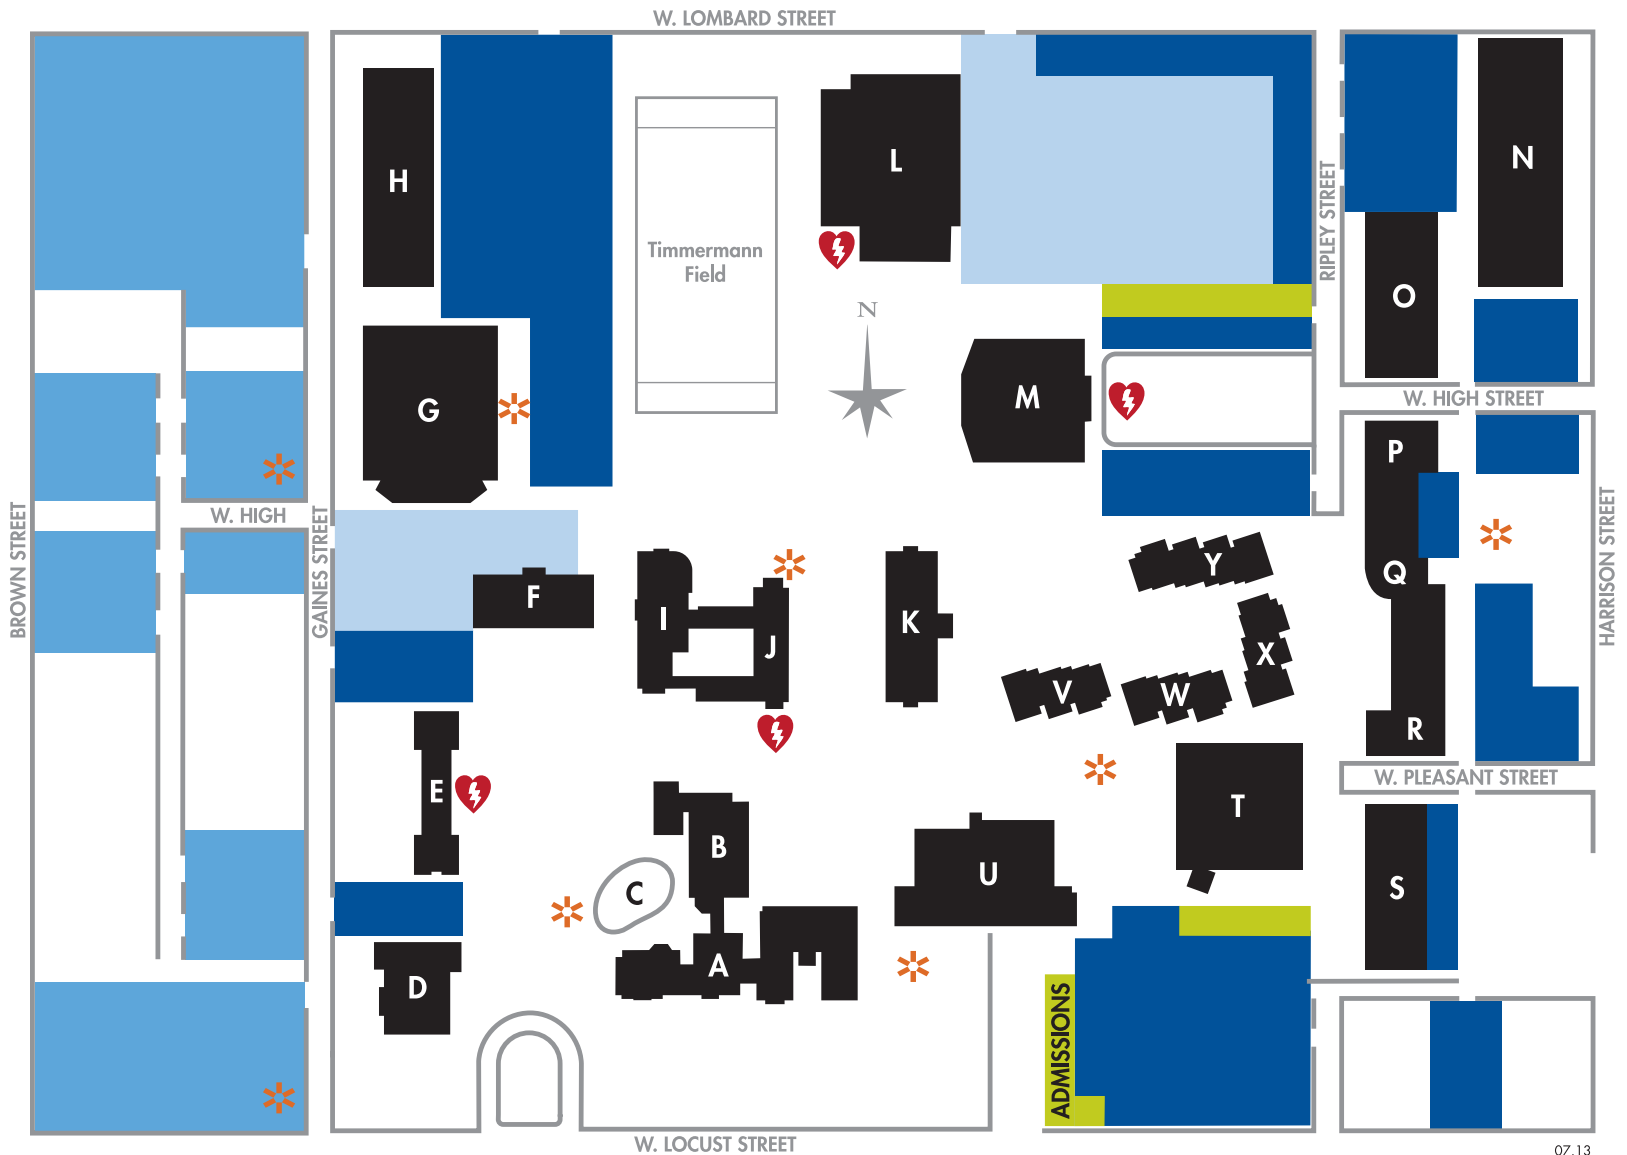 W. LOMBARD STREET
H
L
N
RIPLEY STREET
Timmermann
Field
N
O
G
M
W. HIGH STREET
P
BROWN STREET
W. HIGH
GAINES STREET
HARRISON STREET
F
I
J
K
Y
Q
X
V
W
R
E
W. PLEASANT STREET
T
B
U
C
S
A
D
ADMISSIONS
W. LOCUST STREET
07.13